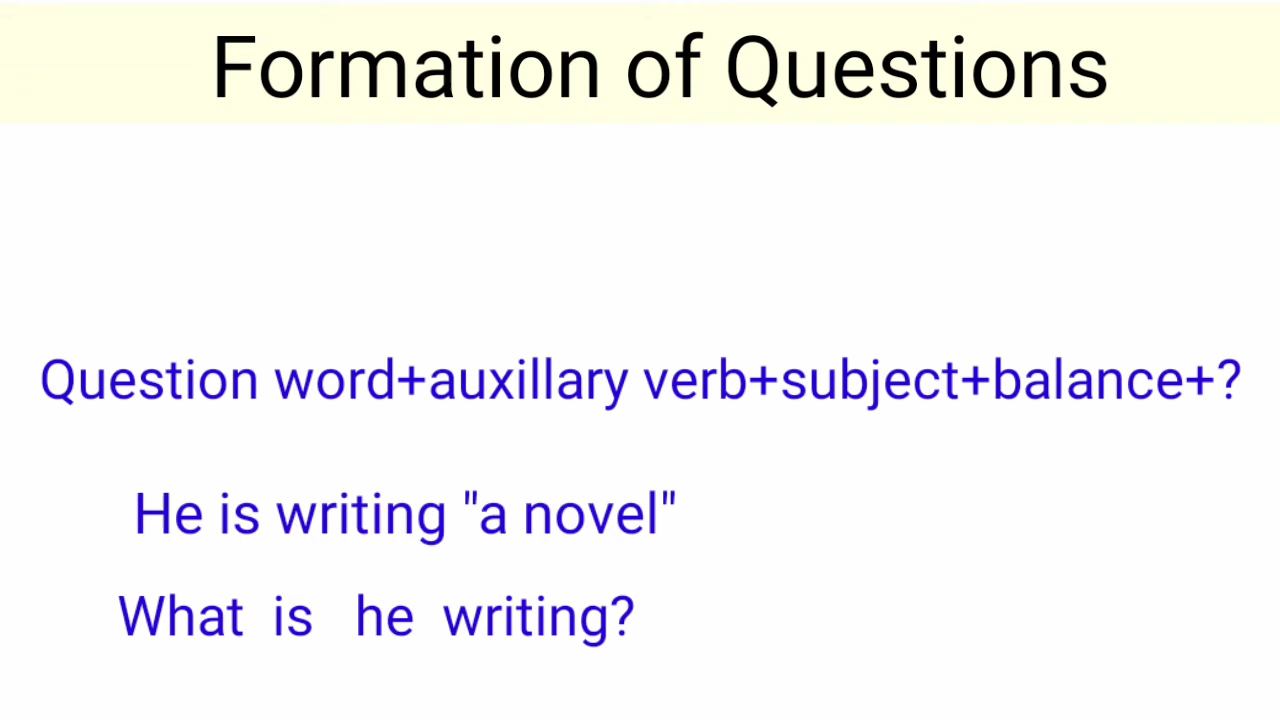 Formation of Questions
Question word+auxillary verb+subject+balance+?
He is writing "a novel"
What is he writing?